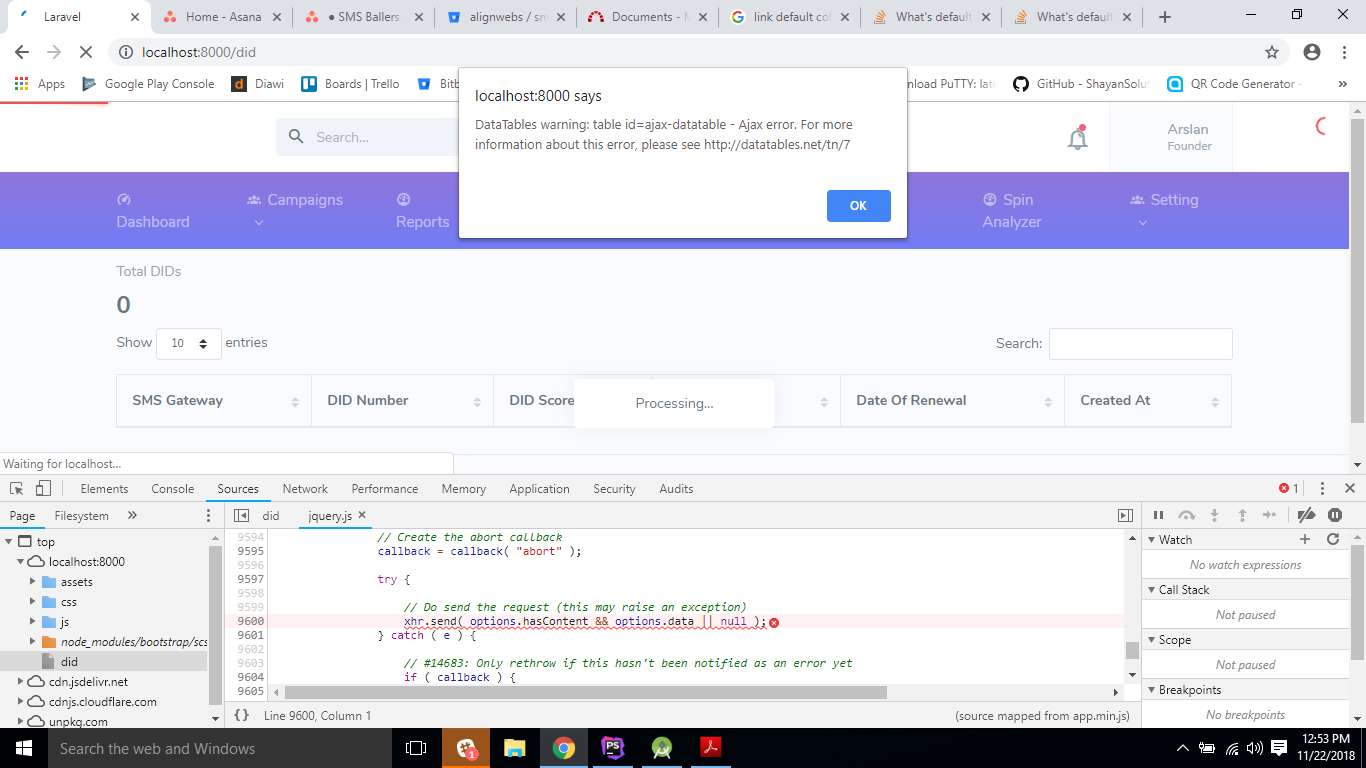 Laravel
Home - Asana
● SMS Ballers
alignwebs / sm
Documents - M
link default col
What's default
What's default
localhost:8000/did
Apps
Google Play Console
Diawi
Boards | Trello
Bitb
nload PuTTY: late
GitHub - ShayanSolut
QR Code Generator -
»
localhost:8000 says
DataTables warning: table id=ajax-datatable - Ajax error. For more
information about this error, please see http://datatables.net/tn/7
OK
Search...
Arslan
Founder
Dashboard
Campaigns
Reports
Spin
Analyzer
Setting
Total DIDs
0
Show 10 entries
Search:
SMS Gateway
DID Number
DID Score
Date Of Renewal
Created At
Processing...
Waiting for localhost...
Elements
Console
Sources
Network
Performance
Memory
Application
Security
Audits
1
Page
Filesystem
»
did
jquery.js
top
localhost:8000
assets
css
js
node_modules/bootstrap/scs
did
cdn.jsdelivr.net
cdnjs.cloudflare.com
unpkg.com
9594 // Create the abort callback
9595 callback = callback( "abort" );
9596
9597 try {
9598
9599 // Do send the request (this may raise an exception)
9600 xhr.send( options.hasContent && options.data || null );
9601 } catch ( e ) {
9602
9603 // #14683: Only rethrow if this hasn't been notified as an error yet
9604 if ( callback ) {
9605
{ } Line 9600, Column 1
(source mapped from app.min.js)
Watch
No watch expressions
Call Stack
Not paused
Scope
Not paused
Breakpoints
No breakpoints
Search the web and Windows
1
PS
12:53 PM
11/22/2018